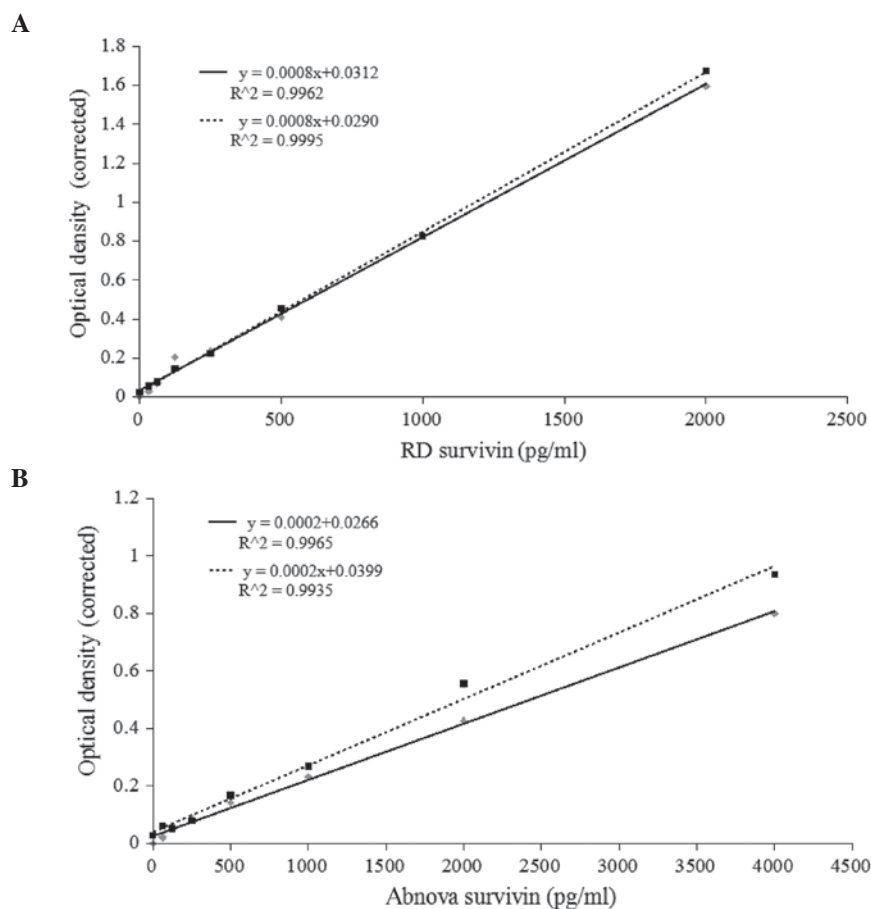 A
1.8
1.6
1.4
1.2
1
0.8
0.6
0.4
0.2
0
Optical density (corrected)
y = 0.0008x+0.0312
R^2 = 0.9962
y = 0.0008x+0.0290
R^2 = 0.9995
0 500 1000 1500 2000 2500
RD survivin (pg/ml)
B
1.2
1
0.8
0.6
0.4
0.2
0
Optical density (corrected)
y = 0.0002+0.0266
R^2 = 0.9965
y = 0.0002x+0.0399
R^2 = 0.9935
0 500 1000 1500 2000 2500 3000 3500 4000 4500
Abnova survivin (pg/ml)